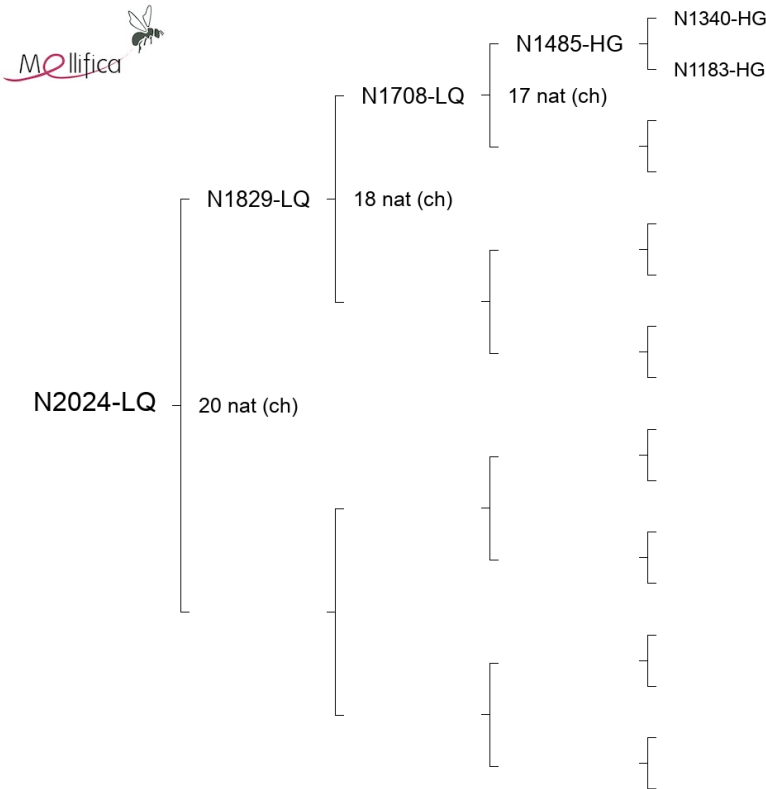 Mellifica
N1340-HG
N1485-HG
N1183-HG
N1708-LQ
17 nat (ch)
N1829-LQ
18 nat (ch)
N2024-LQ
20 nat (ch)